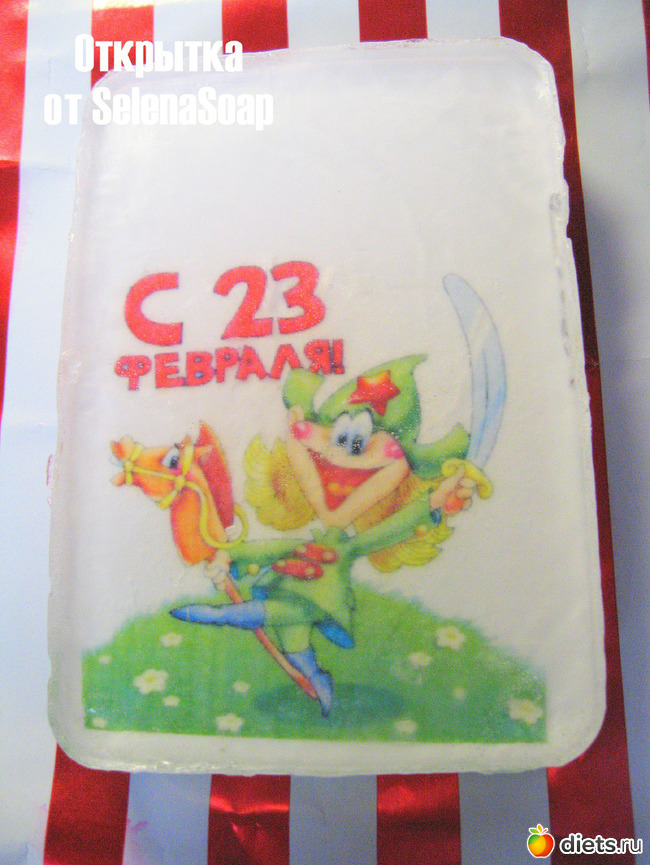 Открытка
от SelenaSoap
С 23
ФЕВРАЛЯ!
diets.ru